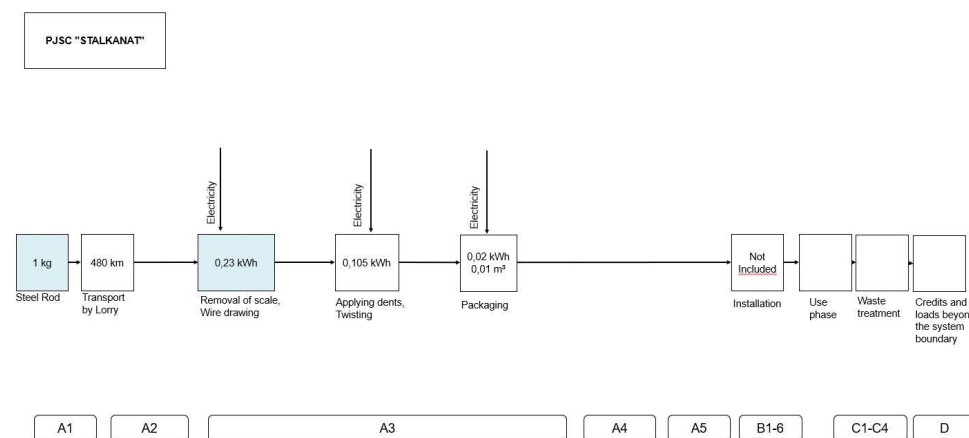 PJSC "STALKANAT"
Electricity
Electricity
Electricity
1 kg
480 km
0,23 kWh
0,105 kWh
0,02 kWh
0,01 m³
Not
Included
Steel Rod
Transport
by Lorry
Removal of scale,
Wire drawing
Applying dents,
Twisting
Packaging
Installation
Use
phase
Waste
treatment
Credits and
loads beyon
the system
boundary
A1
A2
A3
A4
A5
B1-6
C1-C4
D